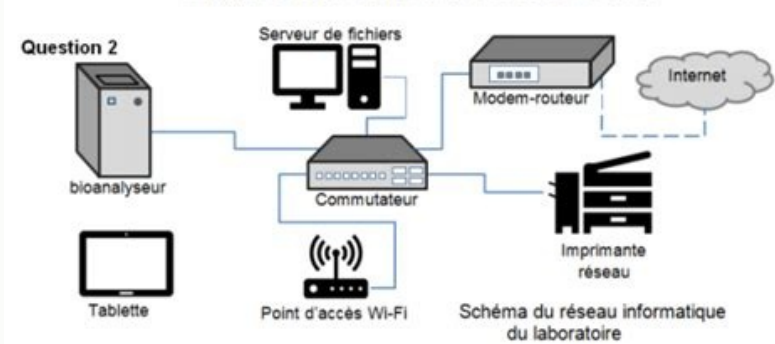 Question 2
Serveur de fichiers
Internet
Modem-routeur
bioanalyseur
Commutateur
Imprimante
réseau
Tablette
Point d'accès Wi-Fi
Schéma du réseau informatique
du laboratoire